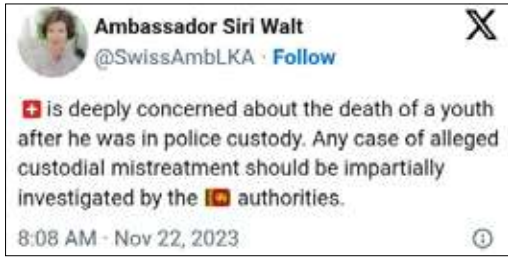 Ambassador Siri Walt
@SwissAmbLKA · Follow
🇨🇭 is deeply concerned about the death of a youth
after he was in police custody. Any case of alleged
custodial mistreatment should be impartially
investigated by the 🇱🇰 authorities.
8:08 AM · Nov 22, 2023